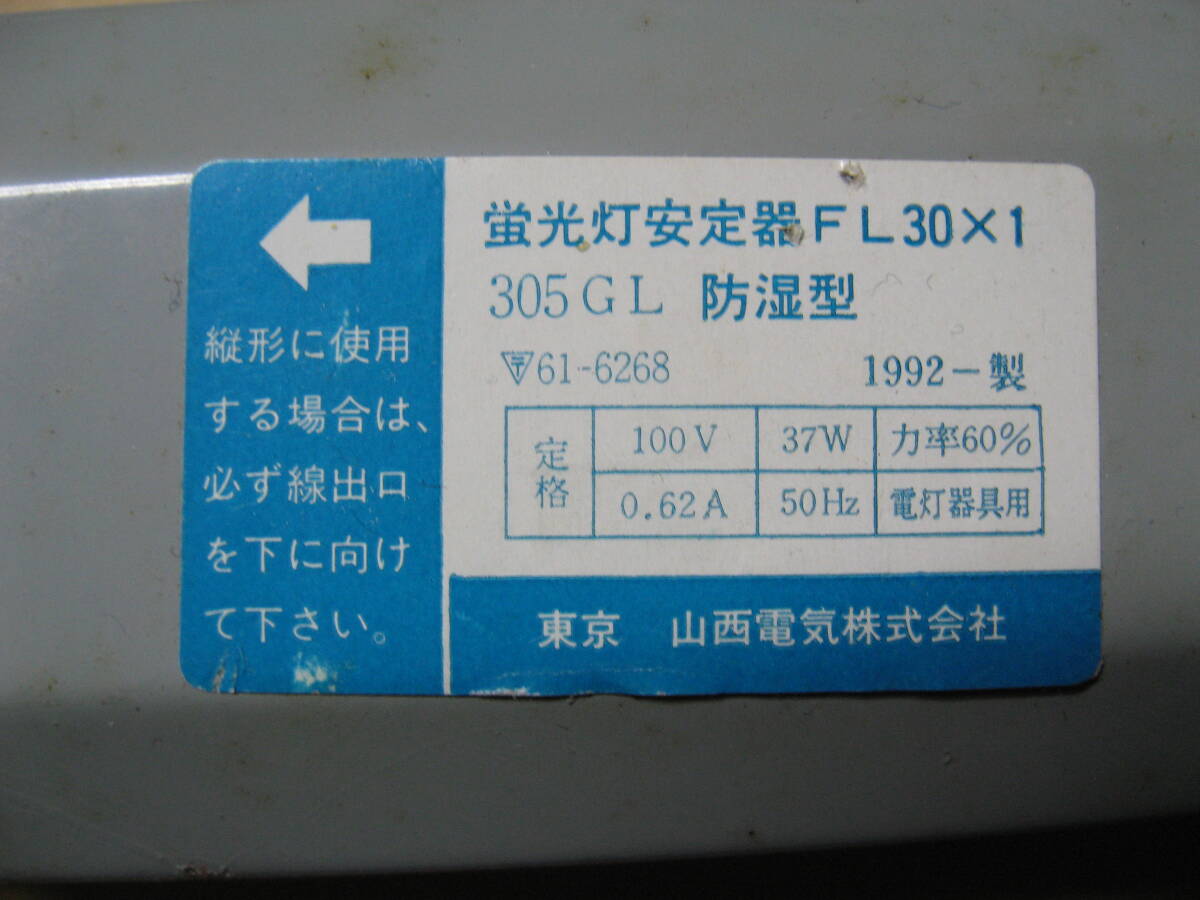 縦形に使用
する場合は、
必ず線出口
を下に向け
て下さい。
蛍光灯安定器FL30×1
305GL 防湿型
〒61-6268 1992-製
定格
100V 37W 力率60%
0.62A 50Hz 電灯器具用
東京 山西電気株式会社